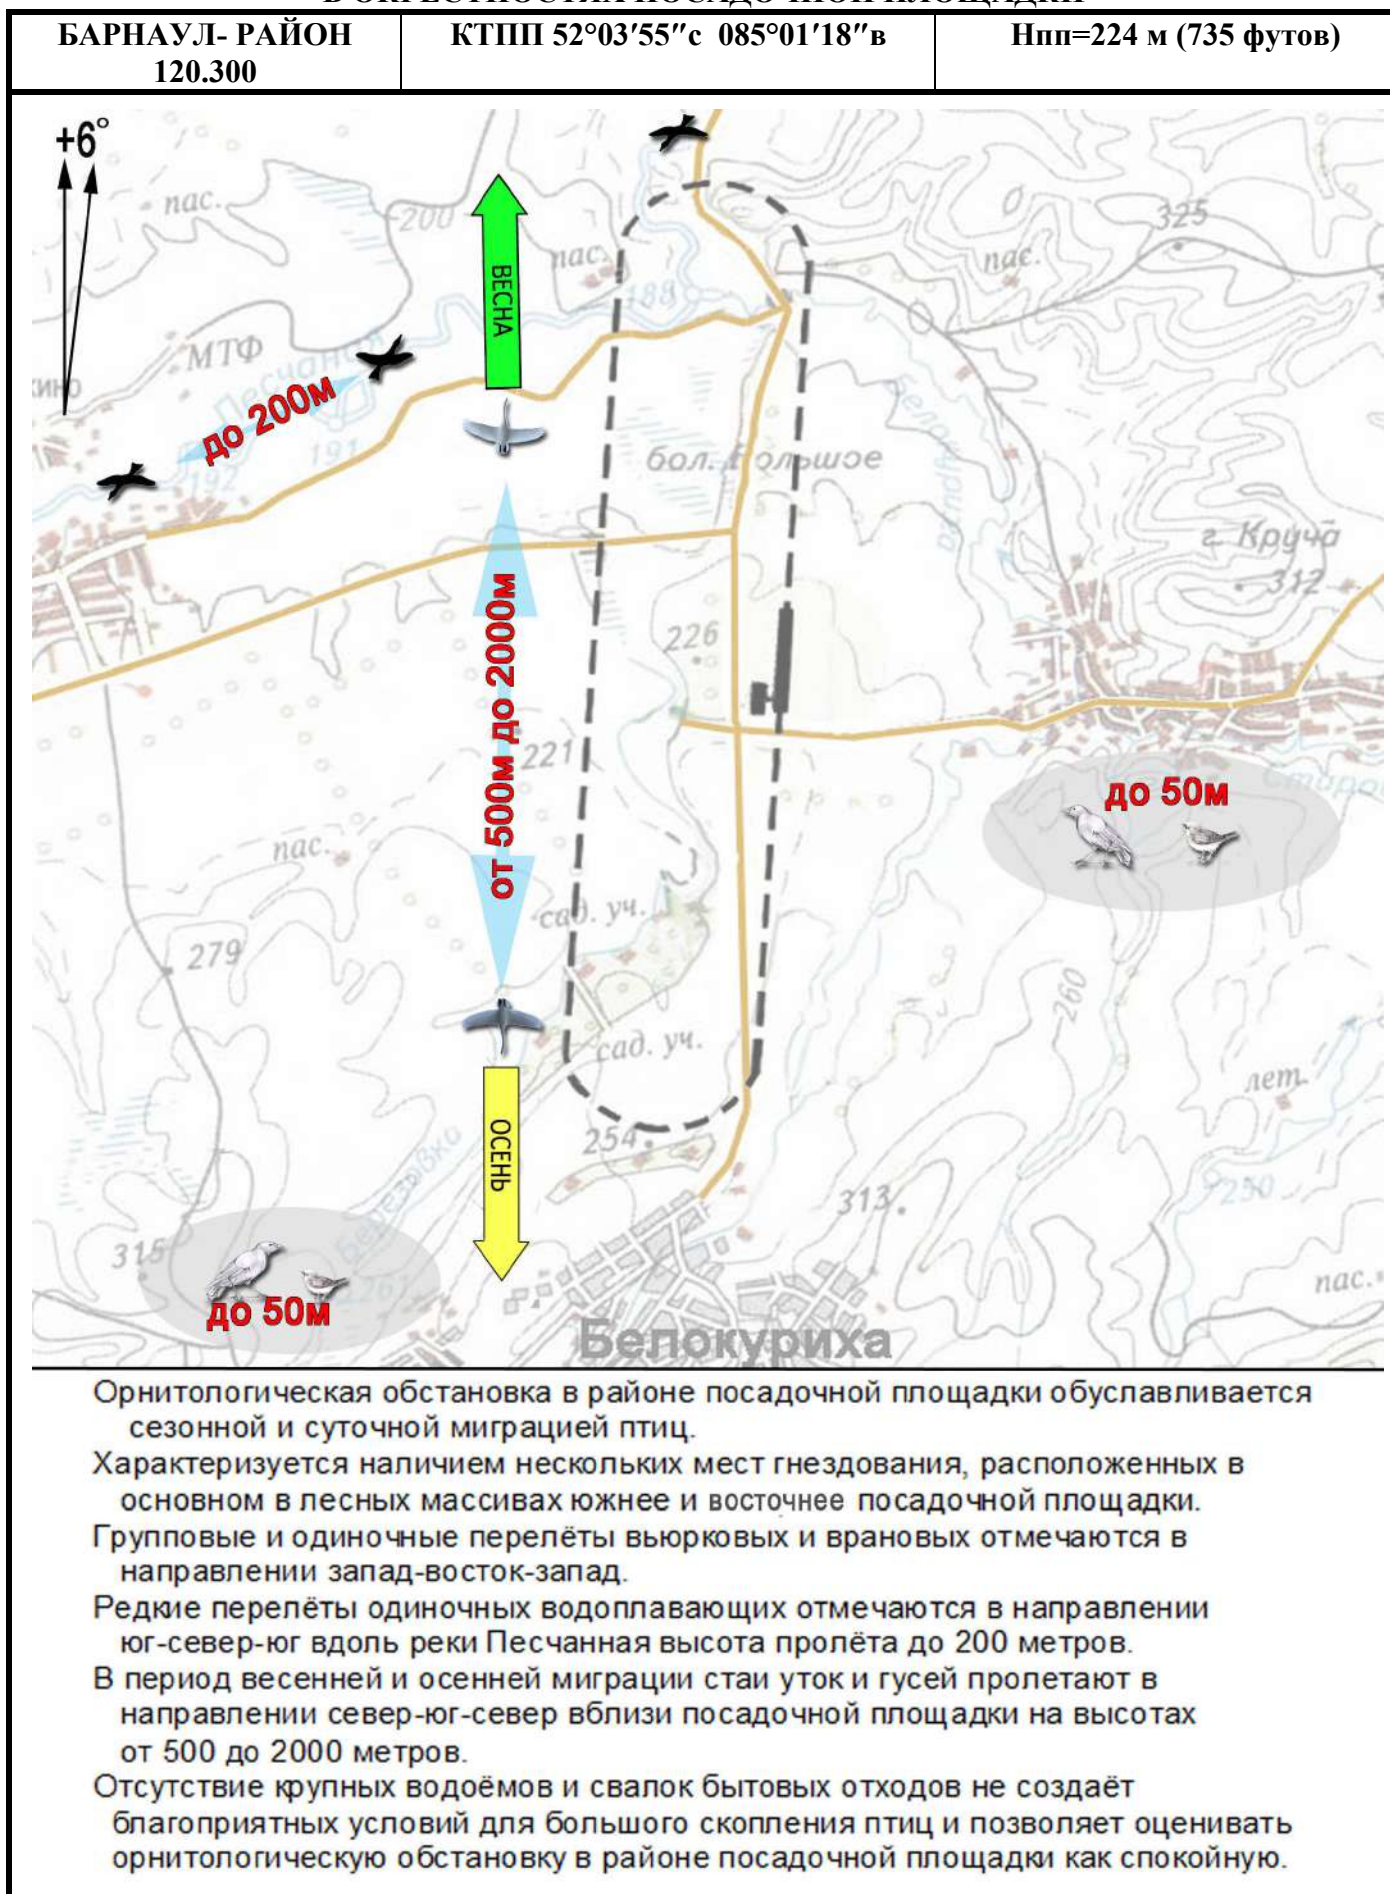 БАРНАУЛ- РАЙОН
120.300
КТПП 52°03′55″с 085°01′18″в
Нпп=224 м (735 футов)
+6°
пас.
200
ВЕСНА
пас.
188
325
пас.
МТФ
Песчаная
до 200м
191
192
бол. Большое
г. Круча
312
от 500м до 2000м
226
221
до 50м
пас.
сад. уч.
279
260
сад. уч.
лет.
254
ОСЕНЬ
Березовка
250
313
315
261
пас.
до 50м
Белокуриха
Орнитологическая обстановка в районе посадочной площадки обуславливается
сезонной и суточной миграцией птиц.
Характеризуется наличием нескольких мест гнездования, расположенных в
основном в лесных массивах южнее и восточнее посадочной площадки.
Групповые и одиночные перелёты вьюрковых и врановых отмечаются в
направлении запад-восток-запад.
Редкие перелёты одиночных водоплавающих отмечаются в направлении
юг-север-юг вдоль реки Песчанная высота пролёта до 200 метров.
В период весенней и осенней миграции стаи уток и гусей пролетают в
направлении север-юг-север вблизи посадочной площадки на высотах
от 500 до 2000 метров.
Отсутствие крупных водоёмов и свалок бытовых отходов не создаёт
благоприятных условий для большого скопления птиц и позволяет оценивать
орнитологическую обстановку в районе посадочной площадки как спокойную.